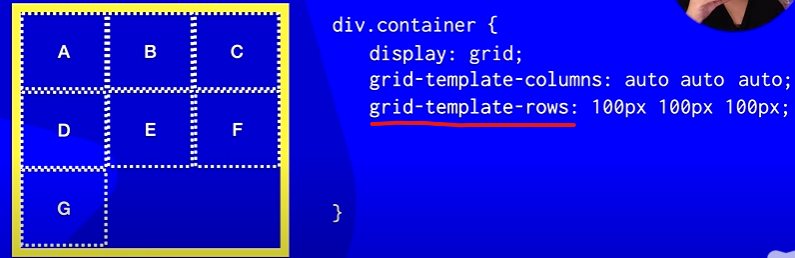 A B C
D E F
G
div.container {
display: grid;
grid-template-columns: auto auto auto;
grid-template-rows: 100px 100px 100px;
}